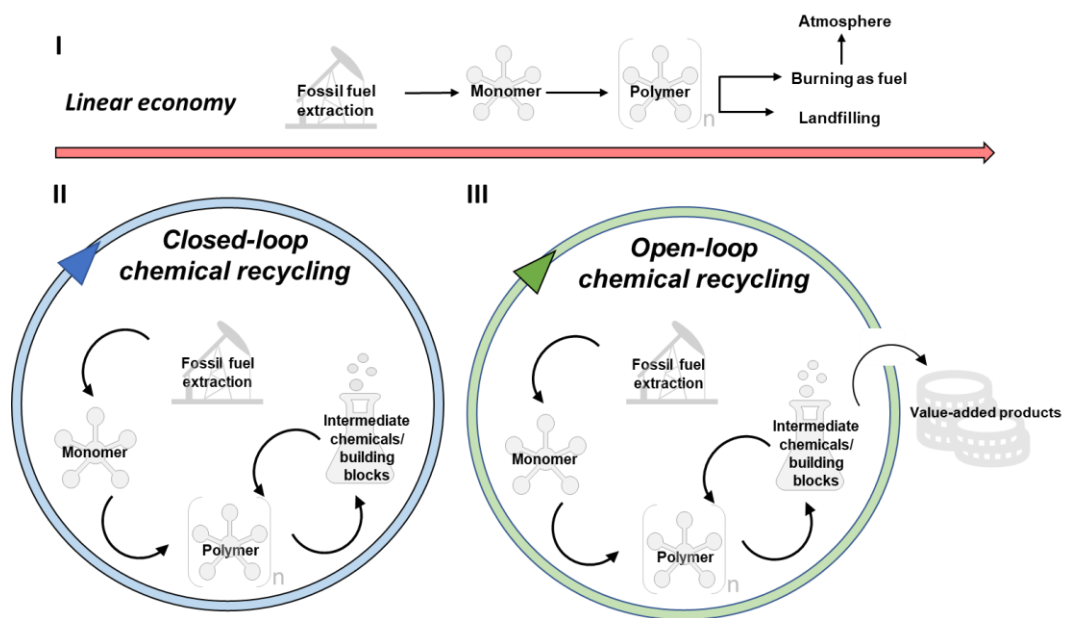 I
Linear economy
Fossil fuel
extraction
Monomer
Polymer
n
Atmosphere
Burning as fuel
Landfilling
II
Closed-loop
chemical recycling
Fossil fuel
extraction
Monomer
Polymer
n
Intermediate
chemicals/
building
blocks
III
Open-loop
chemical recycling
Fossil fuel
extraction
Monomer
Polymer
n
Intermediate
chemicals/
building
blocks
Value-added products